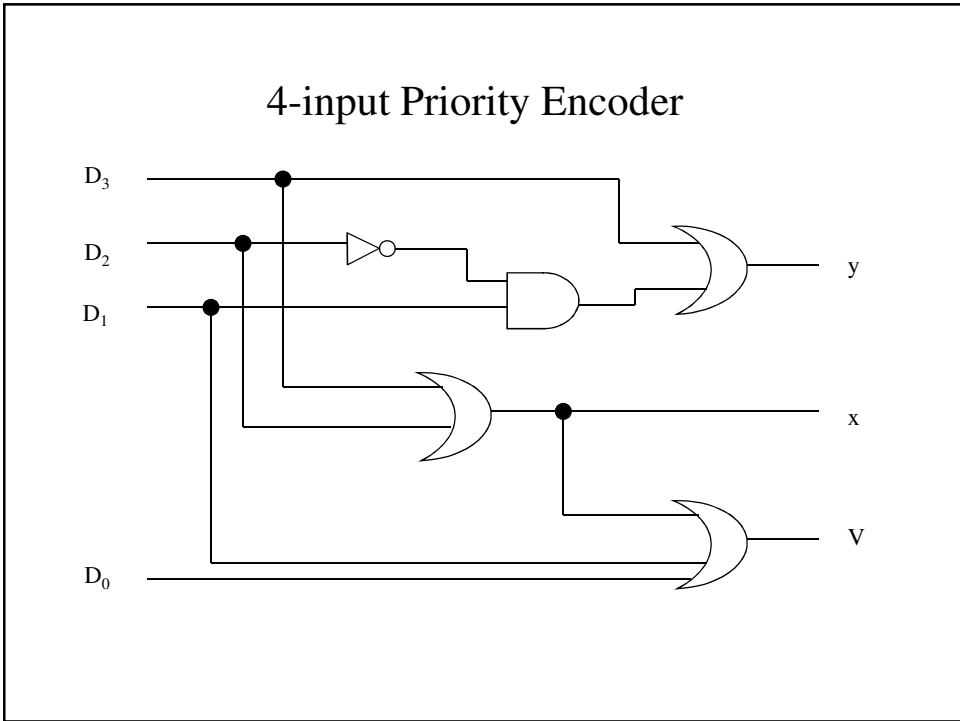 4-input Priority Encoder
D₃
D₂
y
D₁
x
V
D₀